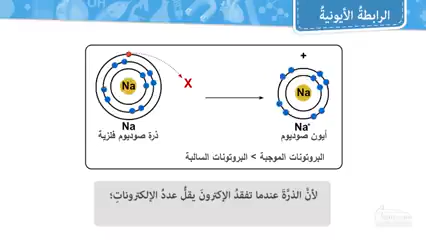 الرابطةُ الأيونيةُ
+
Na
X
Na
Na
Na⁺
ذرة صوديوم فلزية
أيون صوديوم
البروتونات الموجبة > البروتونات السالبة
لأنَّ الذرَّةَ عندما تفقدُ الإكترونَ يقلُّ عددُ الإلكتروناتِ؛